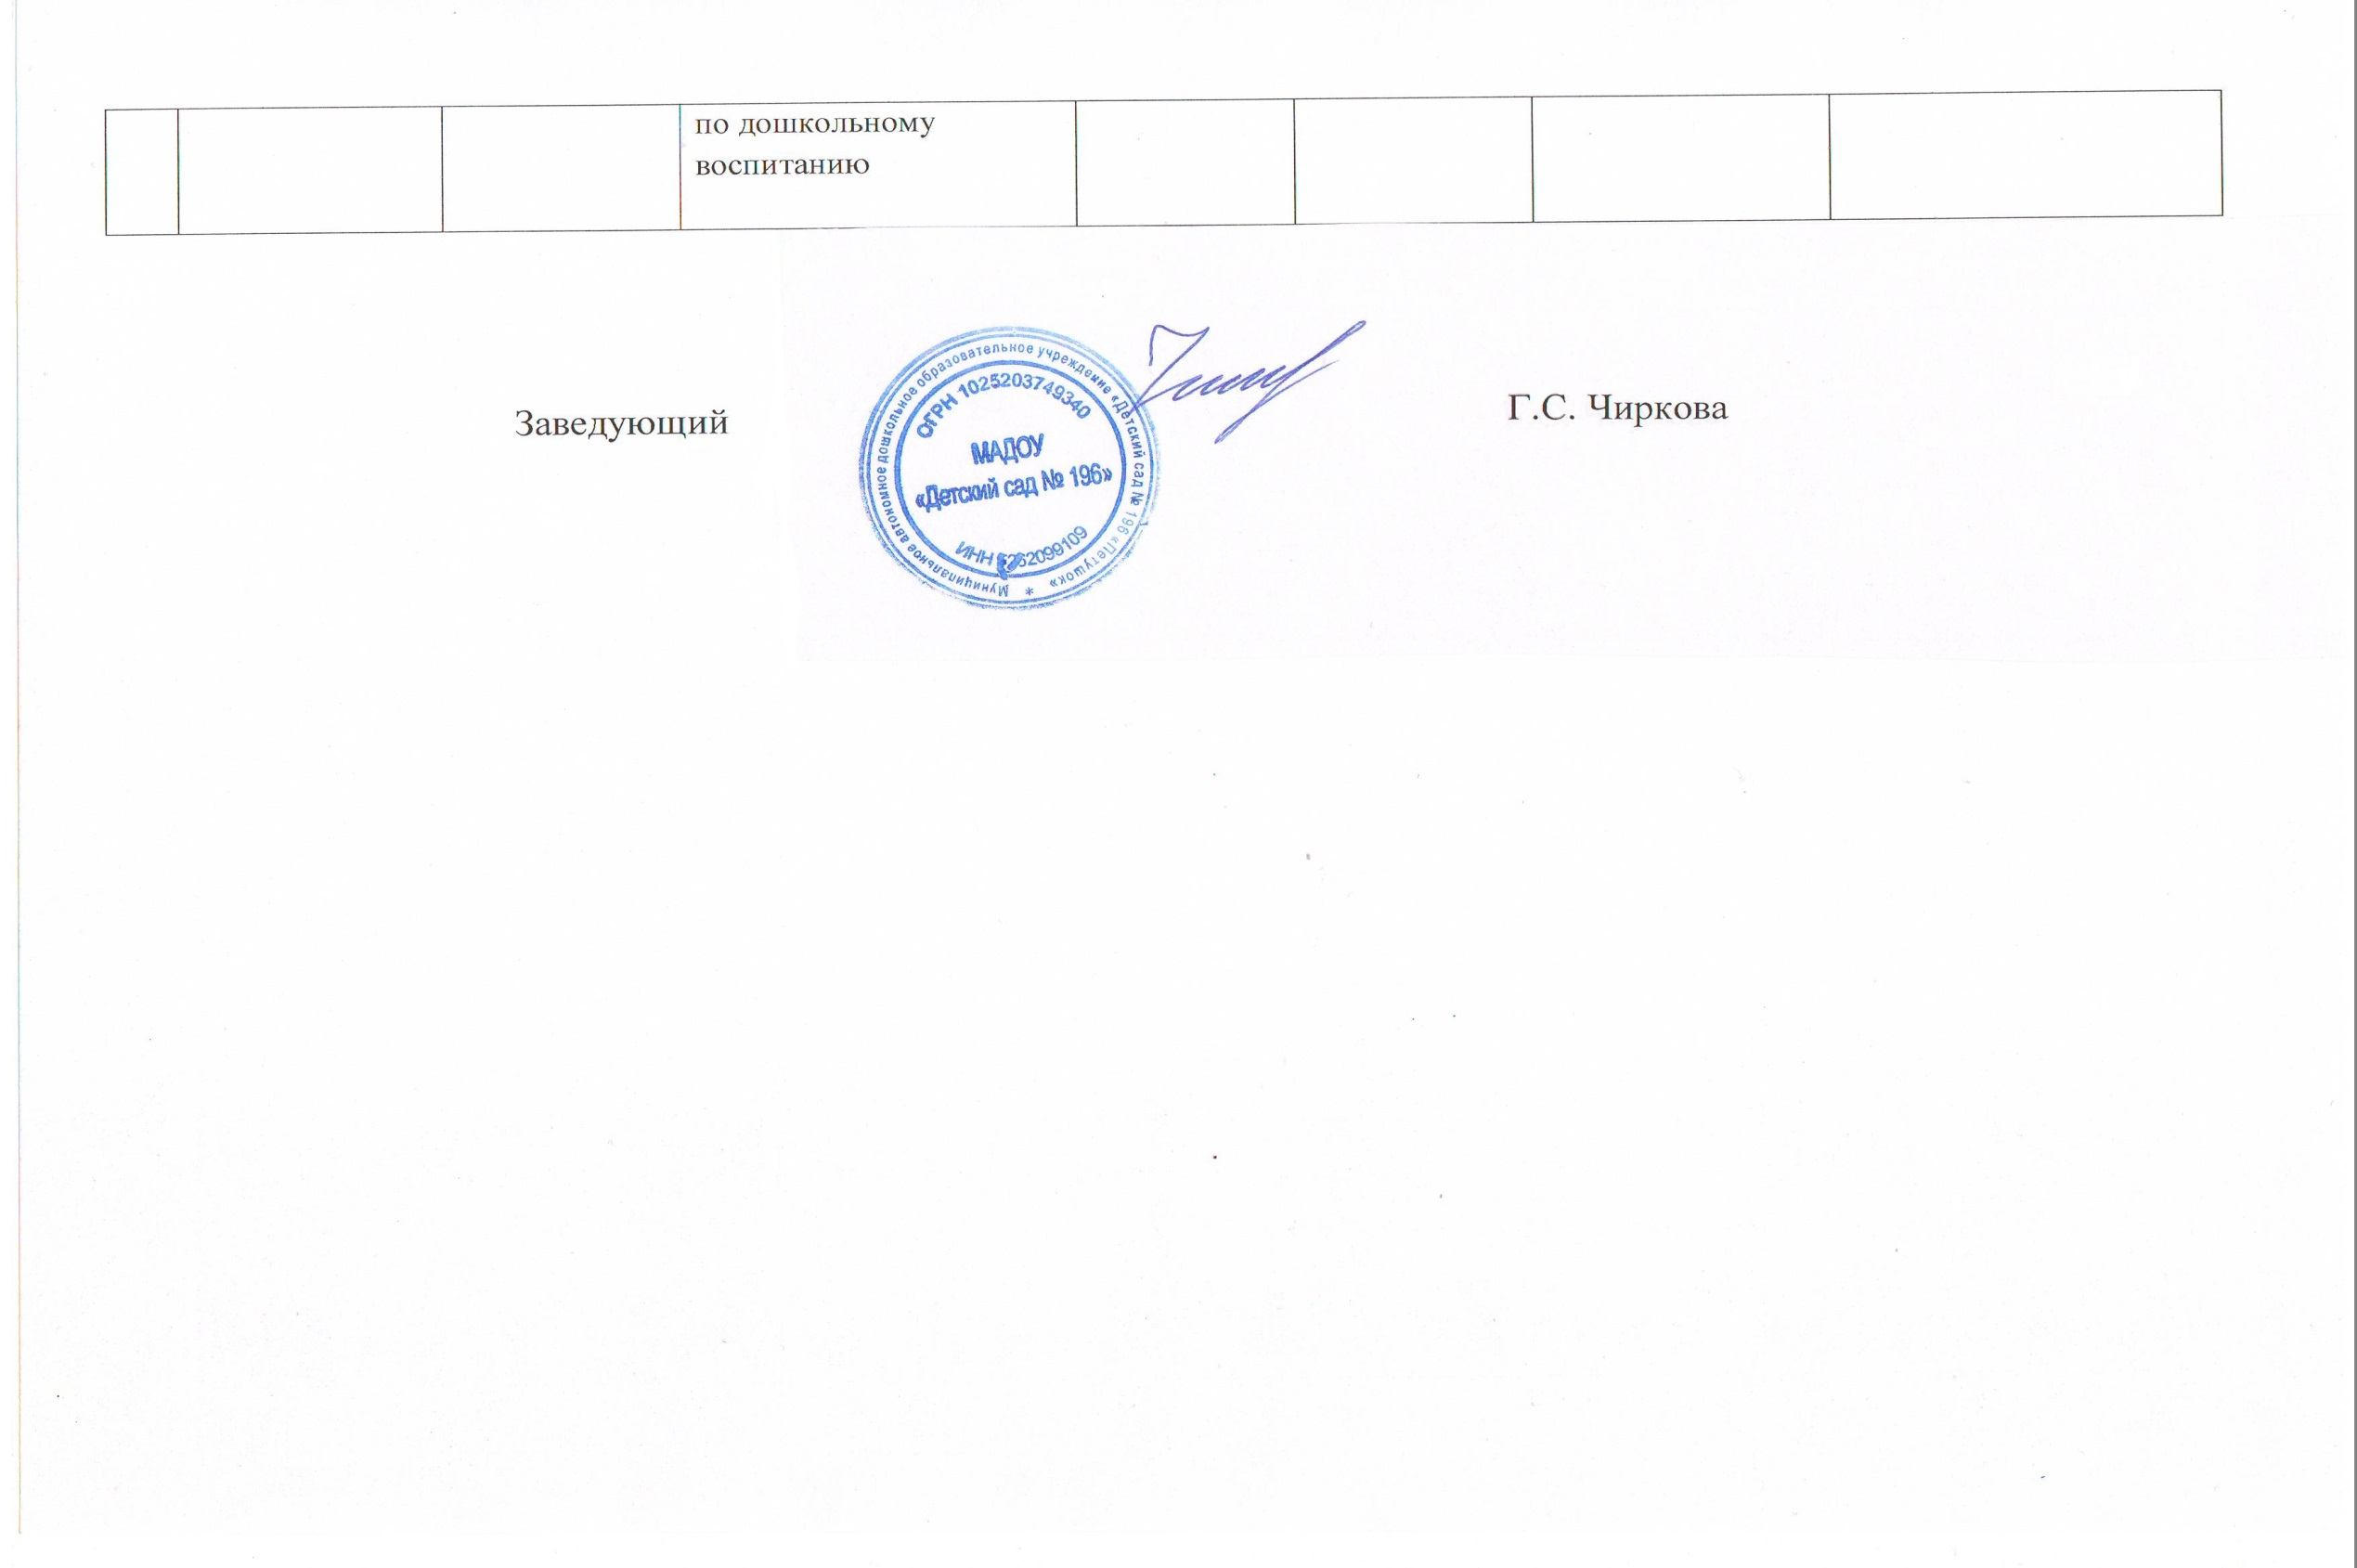 по дошкольному
воспитанию
Заведующий
Муниципальное автономное дошкольное образовательное учреждение «Детский сад № 196 «Петушок» *
ОГРН 1025203749340
МАДОУ
«Детский сад № 196»
ИНН
Г.С. Чиркова